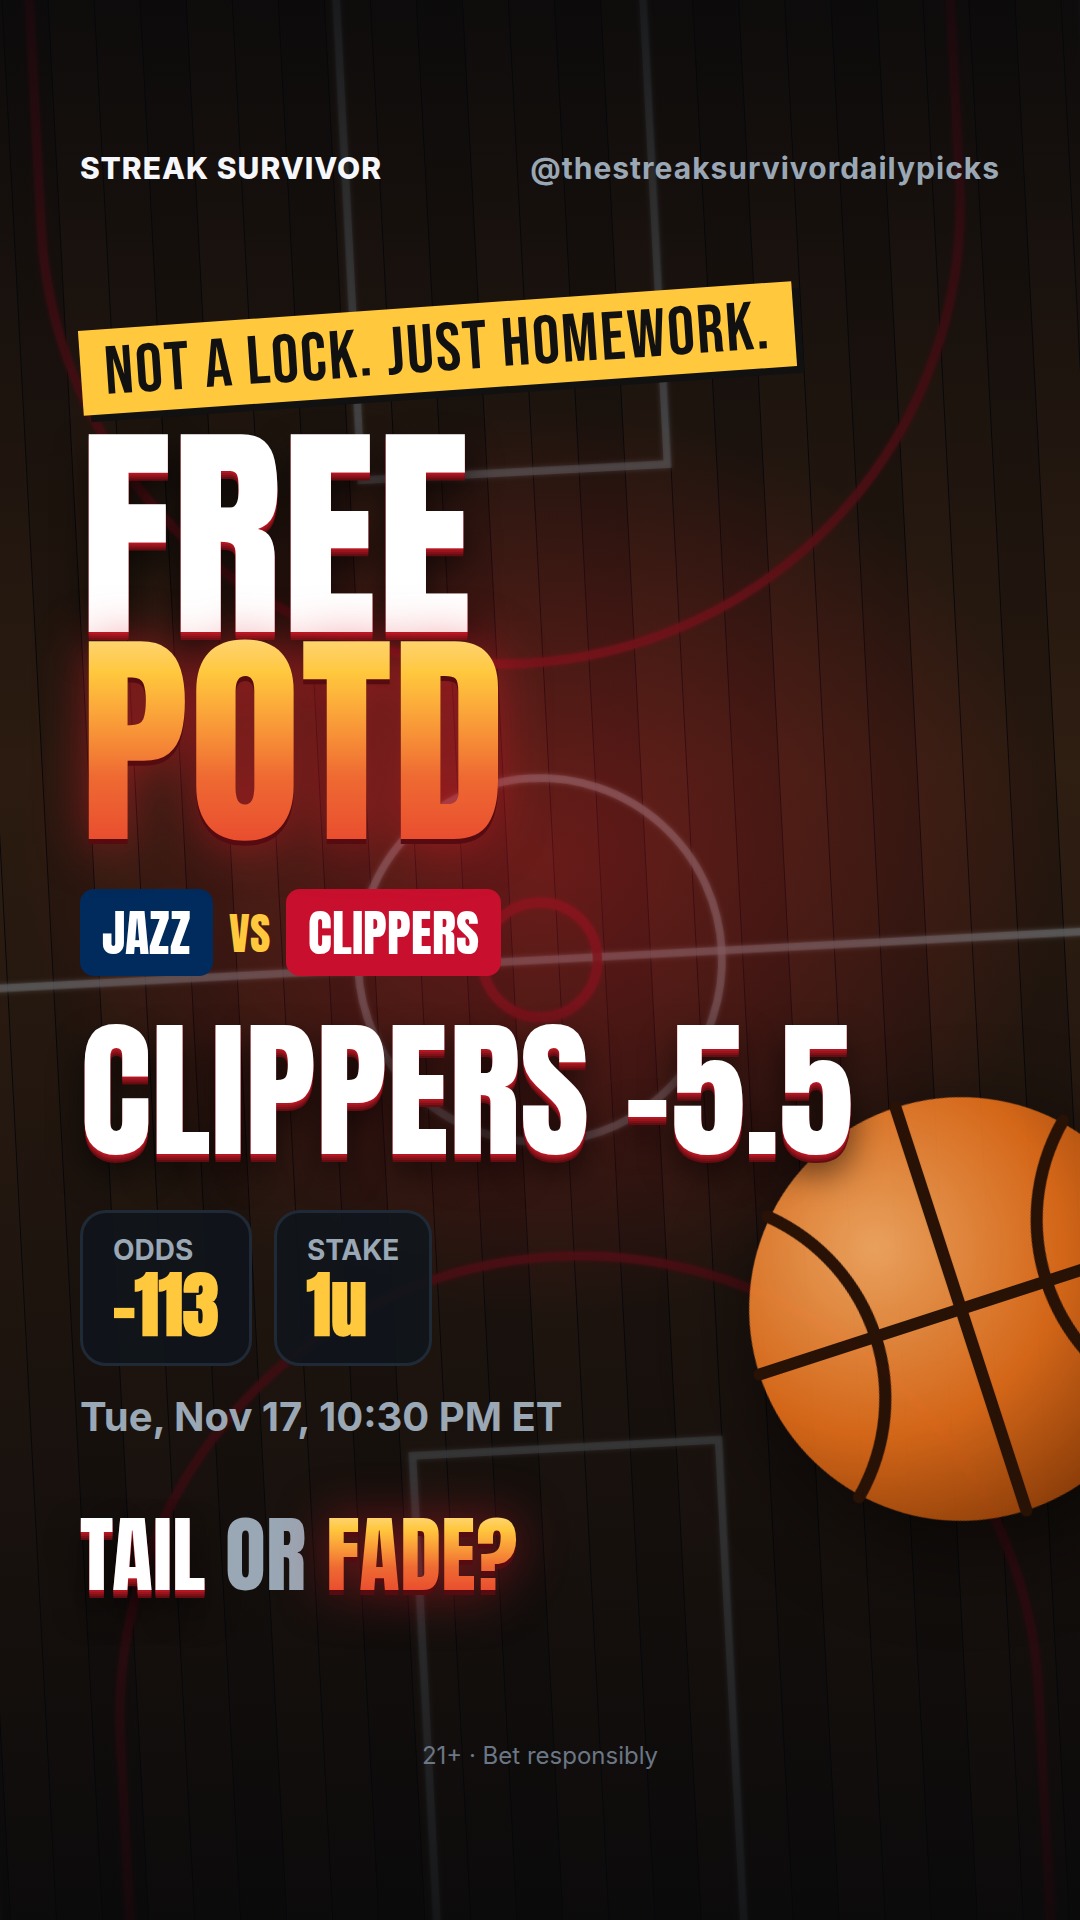 STREAK SURVIVOR
@thestreaksurvivordailypicks
NOT A LOCK. JUST HOMEWORK.
FREE
POTD
JAZZ VS CLIPPERS
CLIPPERS -5.5
ODDS
-113
STAKE
1u
Tue, Nov 17, 10:30 PM ET
TAIL OR FADE?
21+ · Bet responsibly